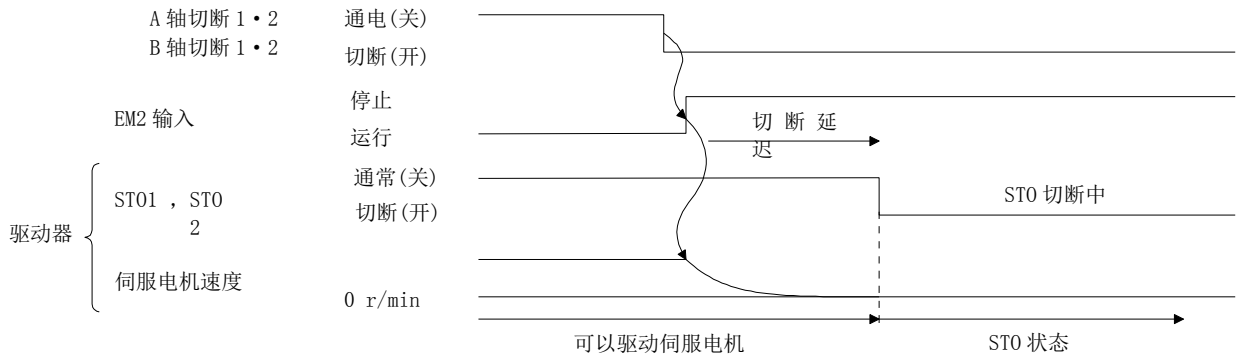 A 轴切断 1・2 通电(关)
B 轴切断 1・2 切断(开)
停止
EM2 输入
运行
切 断 延
迟
通常(关)
STO1 ，STO
2
切断(开)
STO 切断中
驱动器
伺服电机速度
0 r/min
可以驱动伺服电机 STO 状态